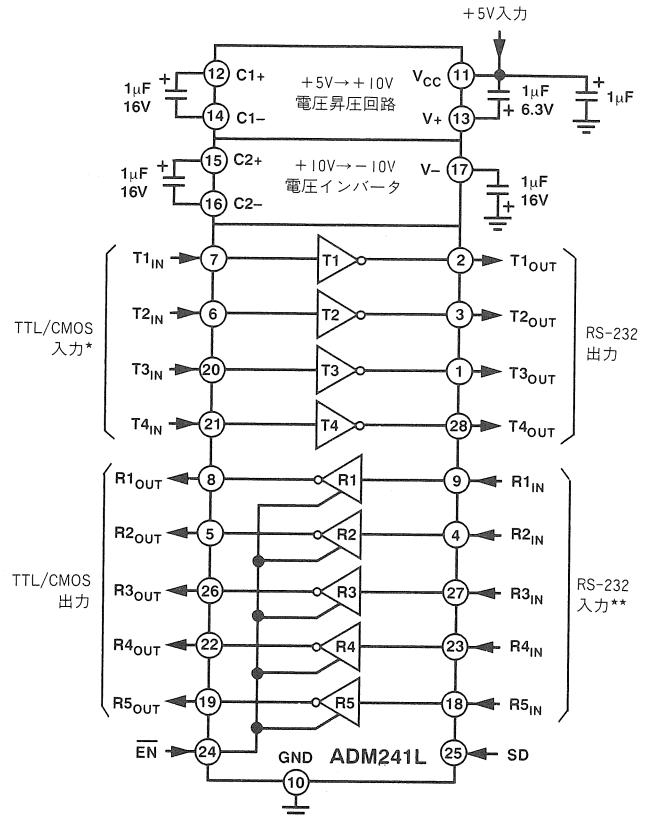 +5V入力
1μF
16V
12
C1+
+5V→+10V
電圧昇圧回路
VCC
11
1μF
6.3V
1μF
14
C1−
V+
13
1μF
16V
15
C2+
+10V→−10V
電圧インバータ
V−
17
1μF
16V
16
C2−
TTL/CMOS
入力*
T1IN
7
T1
2
T1OUT
T2IN
6
T2
3
T2OUT
T3IN
20
T3
1
T3OUT
T4IN
21
T4
28
T4OUT
RS-232
出力
TTL/CMOS
出力
R1OUT
8
R1
9
R1IN
R2OUT
5
R2
4
R2IN
R3OUT
26
R3
27
R3IN
R4OUT
22
R4
23
R4IN
R5OUT
19
R5
18
R5IN
RS-232
入力**
EN
24
GND
10
ADM241L
25
SD